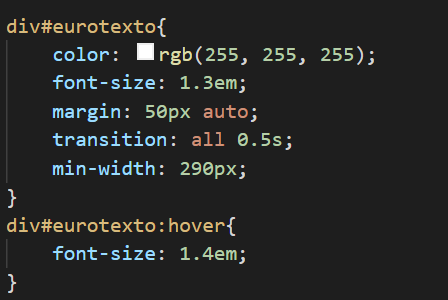 div#eurotexto{
color: rgb(255, 255, 255);
font-size: 1.3em;
margin: 50px auto;
transition: all 0.5s;
min-width: 290px;
}
div#eurotexto:hover{
font-size: 1.4em;
}